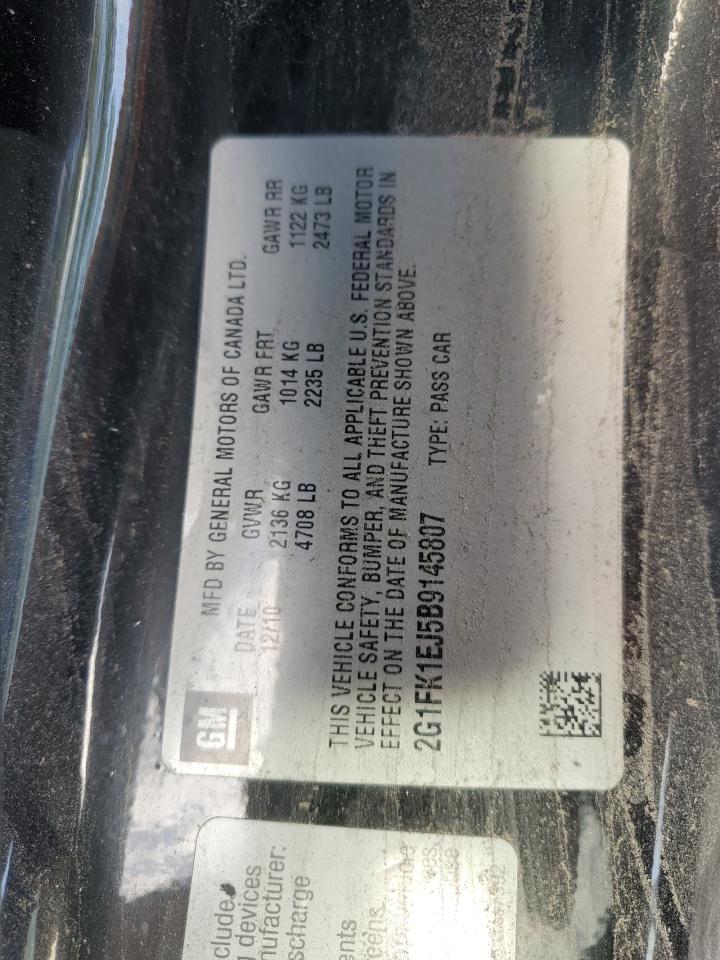 GM
MFD BY GENERAL MOTORS OF CANADA LTD.
DATE GVWR GAWR FRT GAWR RR
12/10 2136 KG 1014 KG 1122 KG
4708 LB 2235 LB 2473 LB
THIS VEHICLE CONFORMS TO ALL APPLICABLE U.S. FEDERAL MOTOR
VEHICLE SAFETY, BUMPER, AND THEFT PREVENTION STANDARDS IN
EFFECT ON THE DATE OF MANUFACTURE SHOWN ABOVE.
2G1FK1EJ5B9145807 TYPE: PASS CAR
clude
devices
nufacturer:
scharge
ents